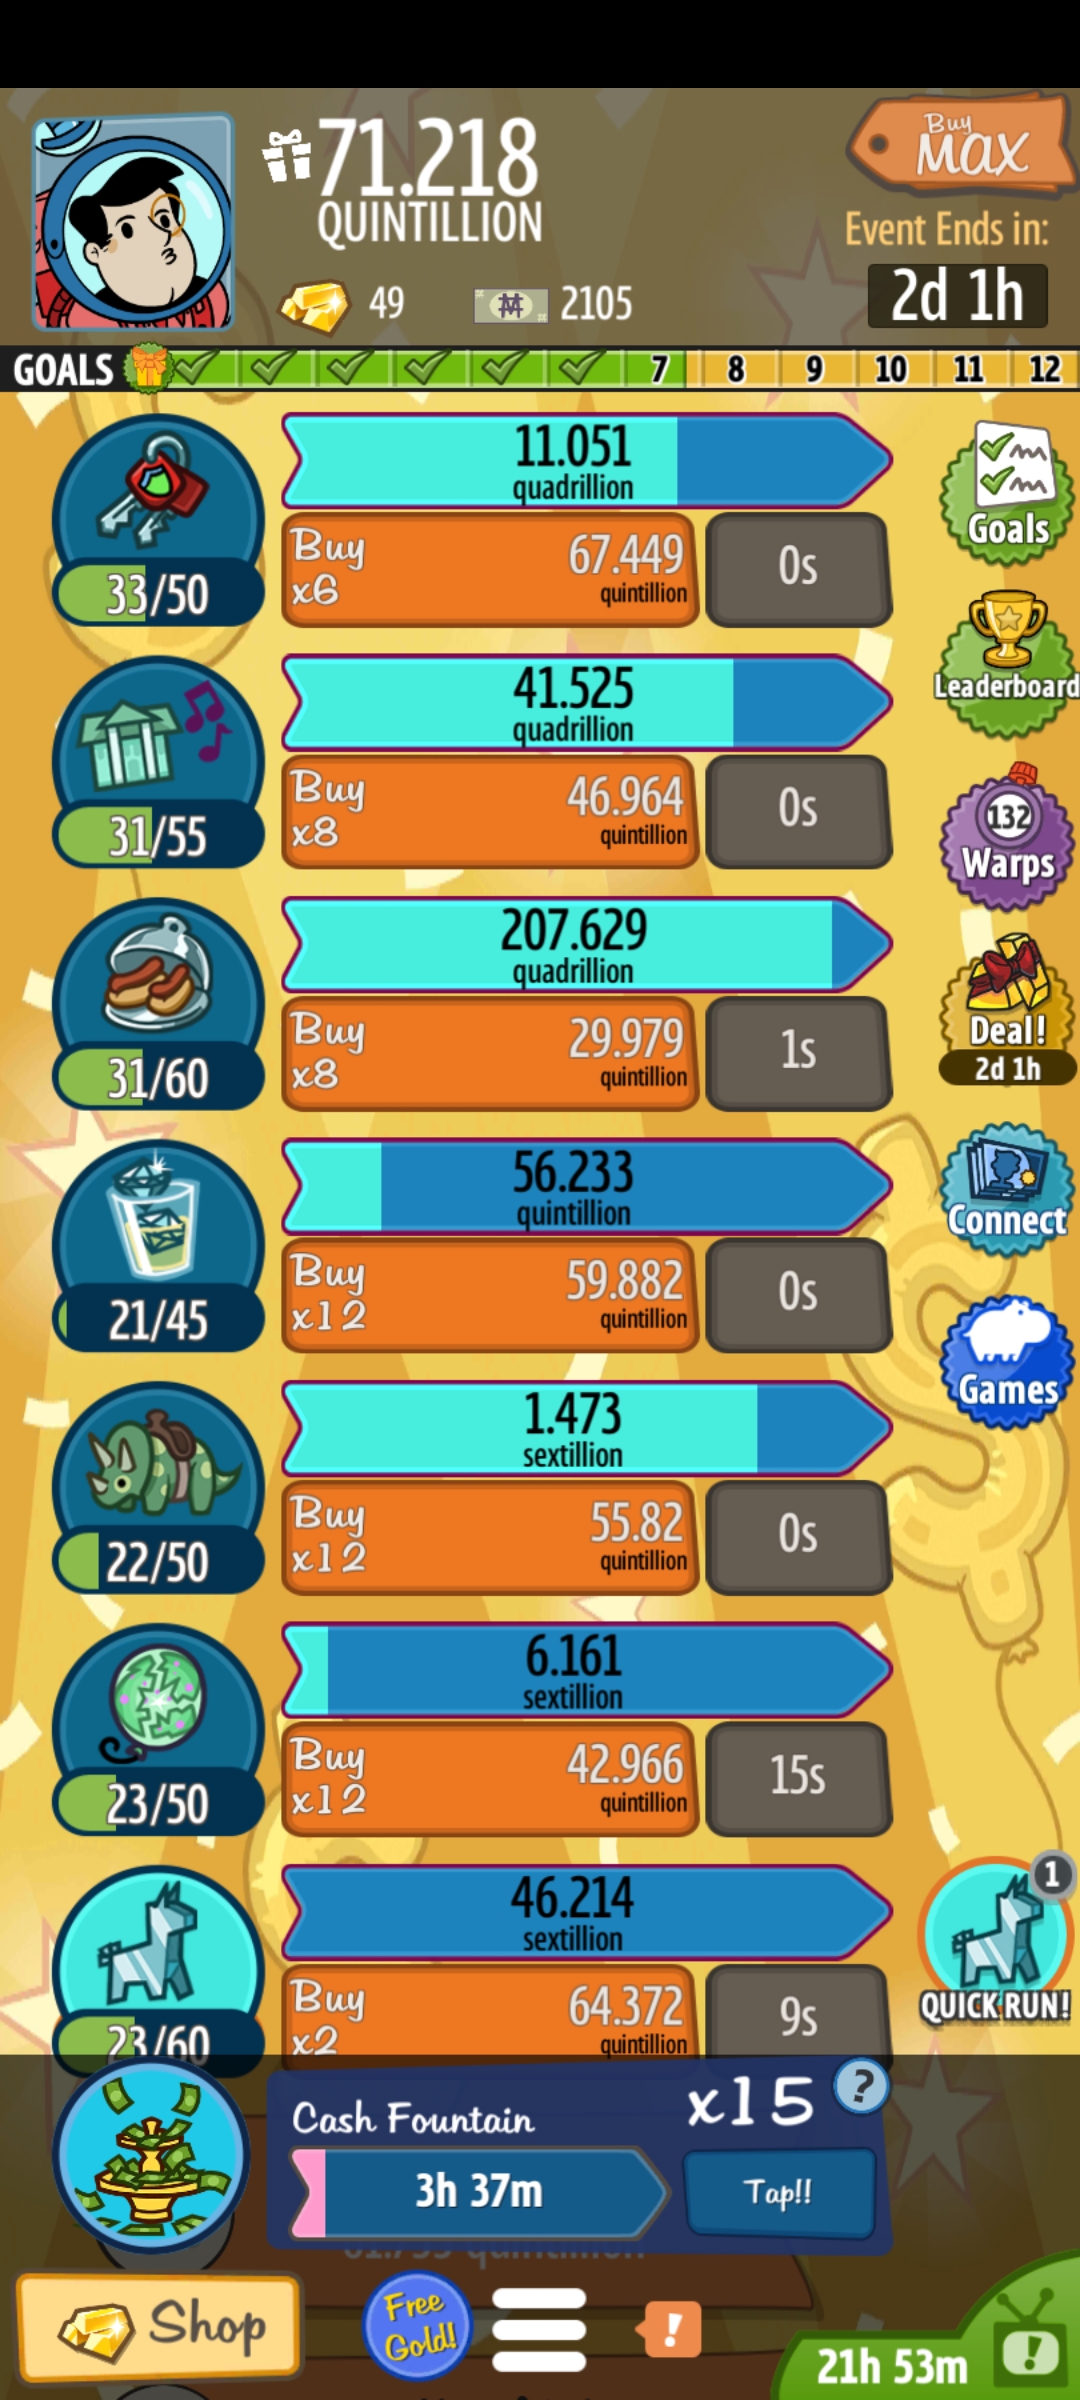 71.218
QUINTILLION
Buy
MAX
Event Ends in:
49
2105
2d 1h
GOALS
7 8 9 10 11 12
11.051
quadrillion
Buy
x6
67.449
quintillion
0s
33/50
Goals
41.525
quadrillion
Leaderboard
Buy
x8
46.964
quintillion
0s
31/55
132
Warps
207.629
quadrillion
Buy
x8
29.979
quintillion
1s
31/60
Deal!
2d 1h
56.233
quintillion
Buy
x12
59.882
quintillion
0s
21/45
Connect
1.473
sextillion
Games
Buy
x12
55.82
quintillion
0s
22/50
6.161
sextillion
Buy
x12
42.966
quintillion
15s
23/50
46.214
sextillion
1
QUICK RUN!
Buy
x2
64.372
quintillion
9s
23/60
Cash Fountain
x15
?
3h 37m
Tap!!
Shop
Free
Gold!
!
21h 53m
!